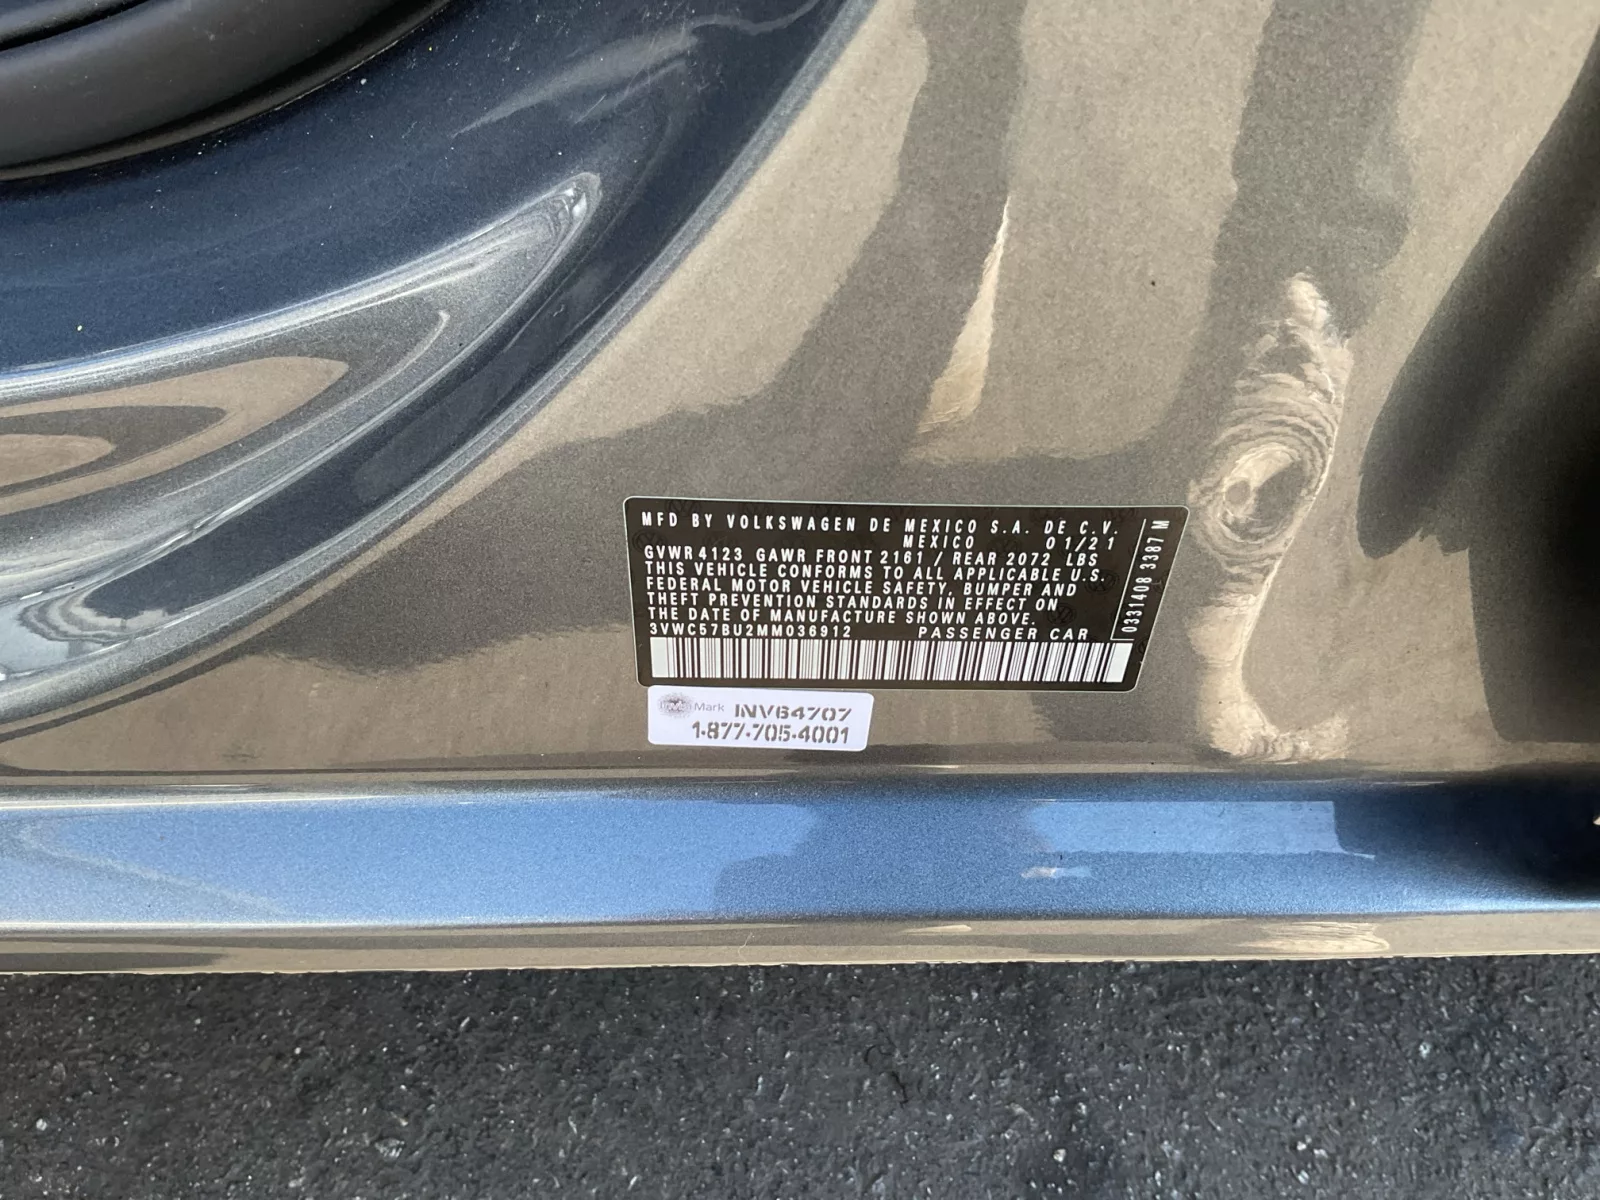 MFD BY VOLKSWAGEN DE MEXICO S.A. DE C.V.
MEXICO 01/21
GVWR 4123 GAWR FRONT 2161 / REAR 2072 LBS
THIS VEHICLE CONFORMS TO ALL APPLICABLE U.S.
FEDERAL MOTOR VEHICLE SAFETY, BUMPER AND
THEFT PREVENTION STANDARDS IN EFFECT ON
THE DATE OF MANUFACTURE SHOWN ABOVE.
3VWC57BU2MM036912 PASSENGER CAR
0331408 3387 M
Mark INV64707
1-877-705-4001